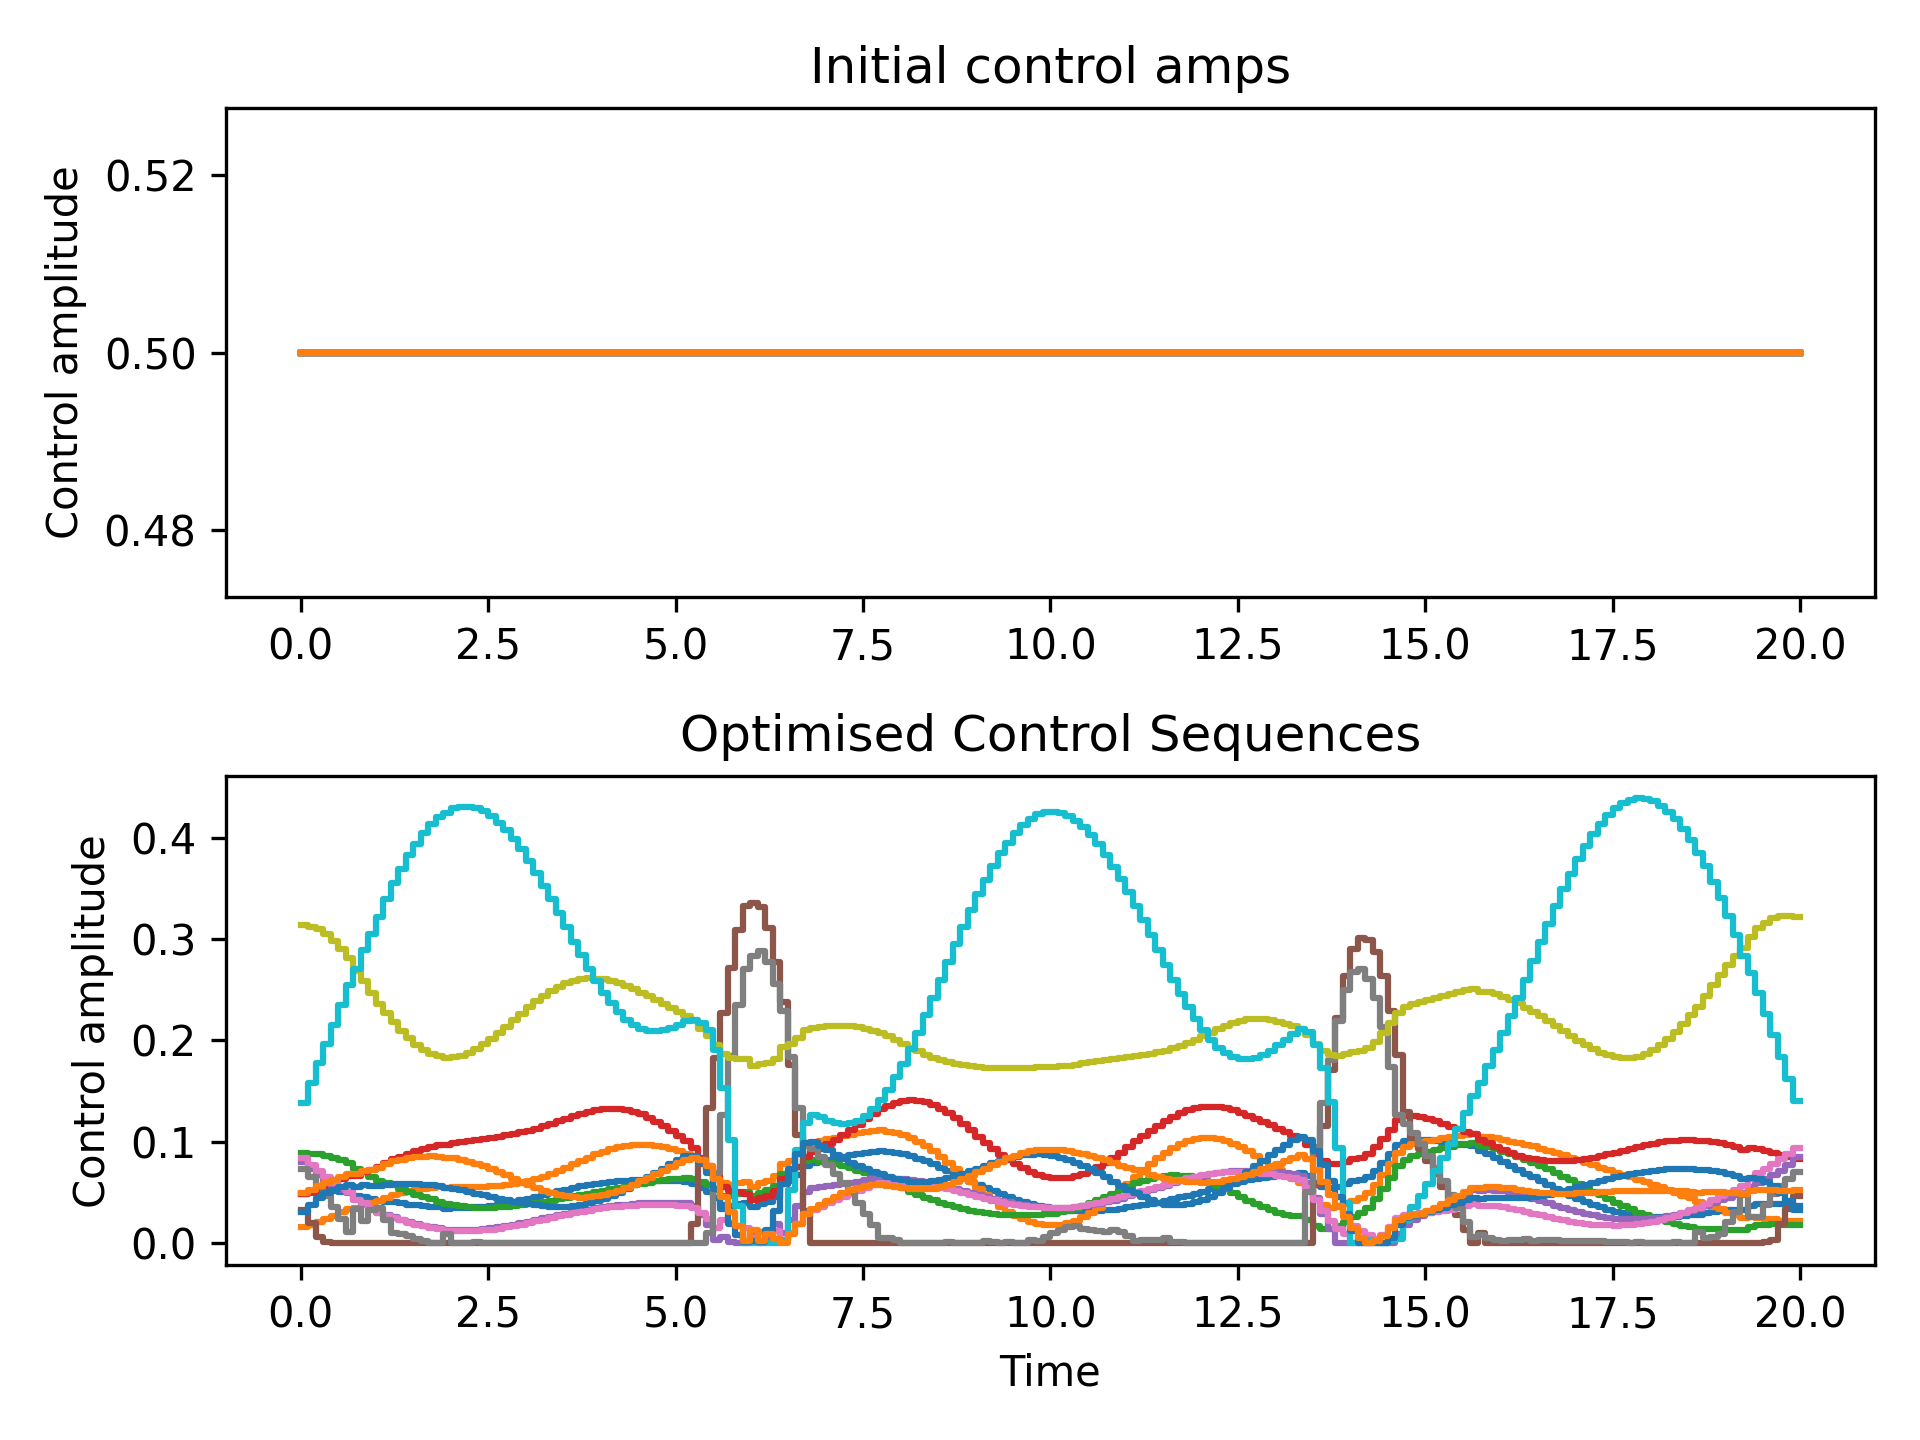 Initial control amps
Control amplitude
0.52
0.50
0.48
0.0 2.5 5.0 7.5 10.0 12.5 15.0 17.5 20.0
Optimised Control Sequences
Control amplitude
0.4
0.3
0.2
0.1
0.0
0.0 2.5 5.0 7.5 10.0 12.5 15.0 17.5 20.0
Time